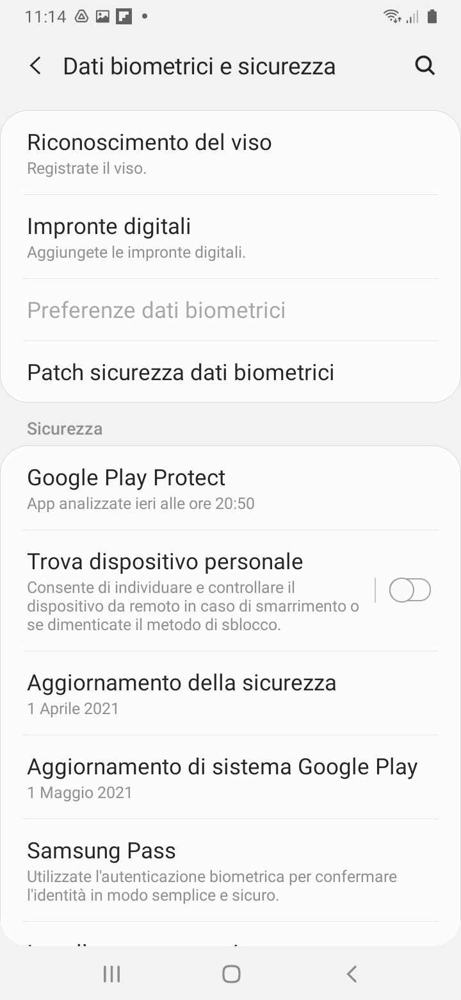 11:14
Dati biometrici e sicurezza
Riconoscimento del viso
Registrate il viso.
Impronte digitali
Aggiungete le impronte digitali.
Preferenze dati biometrici
Patch sicurezza dati biometrici
Sicurezza
Google Play Protect
App analizzate ieri alle ore 20:50
Trova dispositivo personale
Consente di individuare e controllare il
dispositivo da remoto in caso di smarrimento o
se dimenticate il metodo di sblocco.
Aggiornamento della sicurezza
1 Aprile 2021
Aggiornamento di sistema Google Play
1 Maggio 2021
Samsung Pass
Utilizzate l'autenticazione biometrica per confermare
l'identità in modo semplice e sicuro.